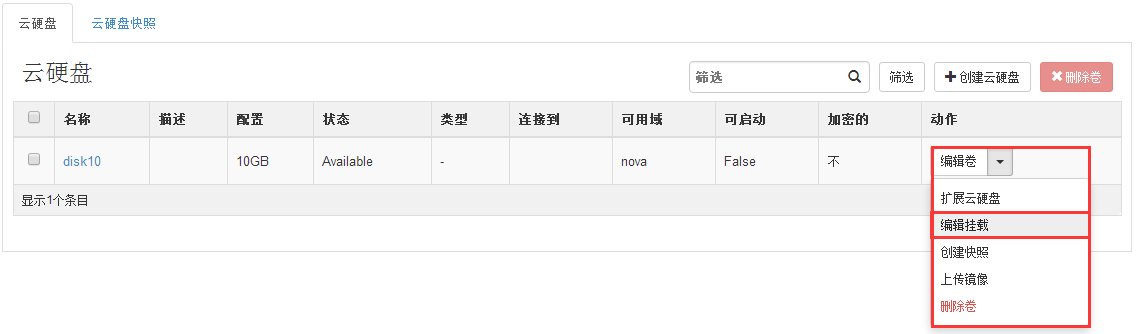 云硬盘 云硬盘快照
云硬盘
筛选 筛选 创建云硬盘 删除卷
名称 描述 配置 状态 类型 连接到 可用域 可启动 加密的 动作
disk10 10GB Available - nova False 不 编辑卷
显示1个条目
扩展云硬盘
编辑挂载
创建快照
上传镜像
删除卷